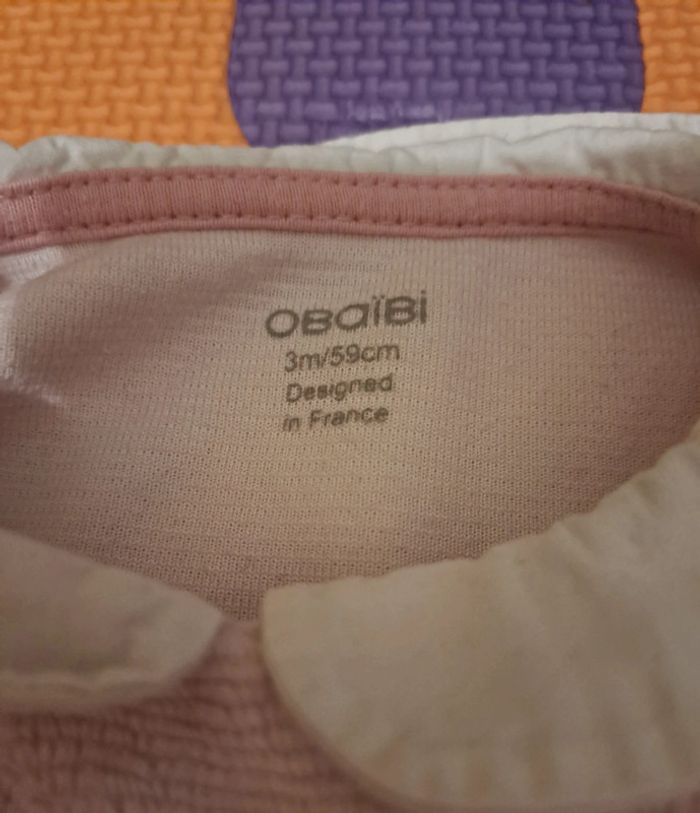 OBaïBi
3m/59cm
Designed
in France